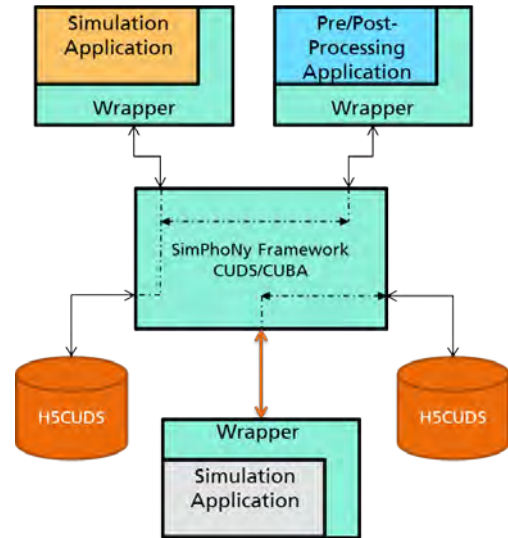 Simulation
Application
Wrapper
Pre/Post-
Processing
Application
Wrapper
SimPhoNy Framework
CUDS/CUBA
H5CUDS
H5CUDS
Wrapper
Simulation
Application